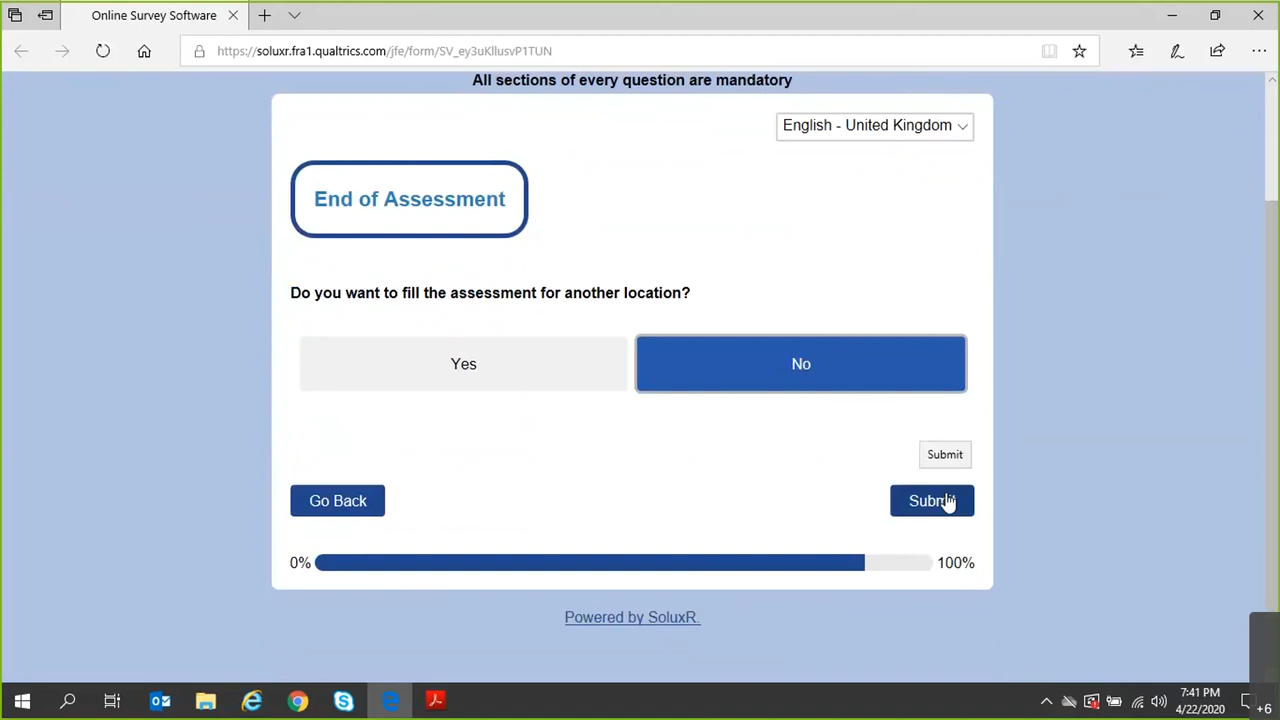 Online Survey Software
https://soluxr.fra1.qualtrics.com/jfe/form/SV_ey3uKllusvP1TUN
All sections of every question are mandatory
English - United Kingdom
End of Assessment
Do you want to fill the assessment for another location?
Yes No
Submit
Go Back Submit
0% 100%
Powered by SoluxR.
7:41 PM
4/22/2020
+6